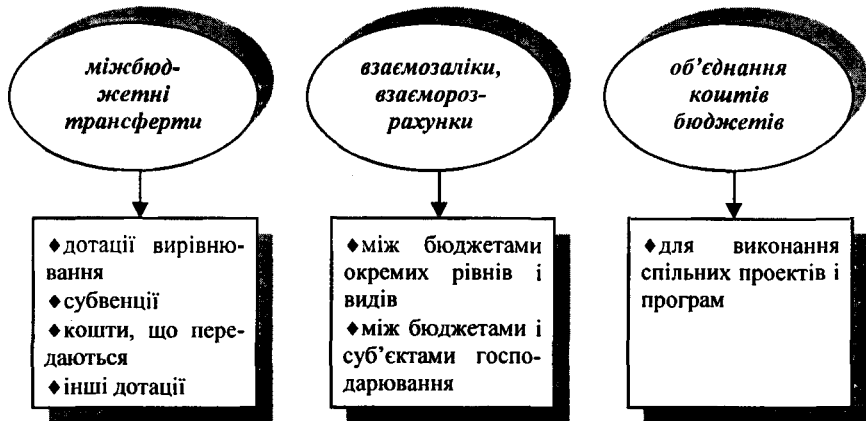 міжбюд-
жетні
трансферти
взаємозаліки,
взаєморoз-
рахунки
об’єднання
коштів
бюджетів
♦дотації вирівню-
вання
♦субвенції
♦кошти, що пере-
даються
♦інші дотації
♦між бюджетами
окремих рівнів і
видів
♦між бюджетами і
суб’єктами госпо-
дарювання
♦для виконання
спільних проектів і
програм